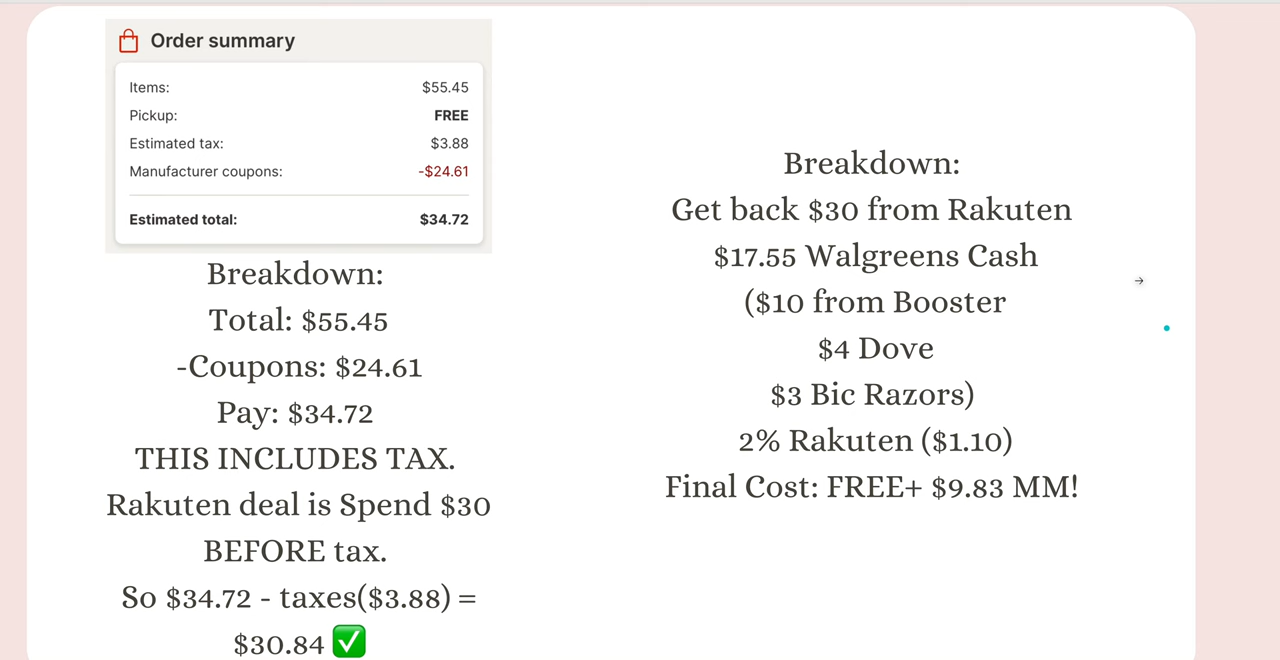 Order summary
Items: $55.45
Pickup: FREE
Estimated tax: $3.88
Manufacturer coupons: -$24.61
Estimated total: $34.72
Breakdown:
Total: $55.45
-Coupons: $24.61
Pay: $34.72
THIS INCLUDES TAX.
Rakuten deal is Spend $30
BEFORE tax.
So $34.72 - taxes($3.88) =
$30.84 ✅
Breakdown:
Get back $30 from Rakuten
$17.55 Walgreens Cash
($10 from Booster
$4 Dove
$3 Bic Razors)
2% Rakuten ($1.10)
Final Cost: FREE+ $9.83 MM!